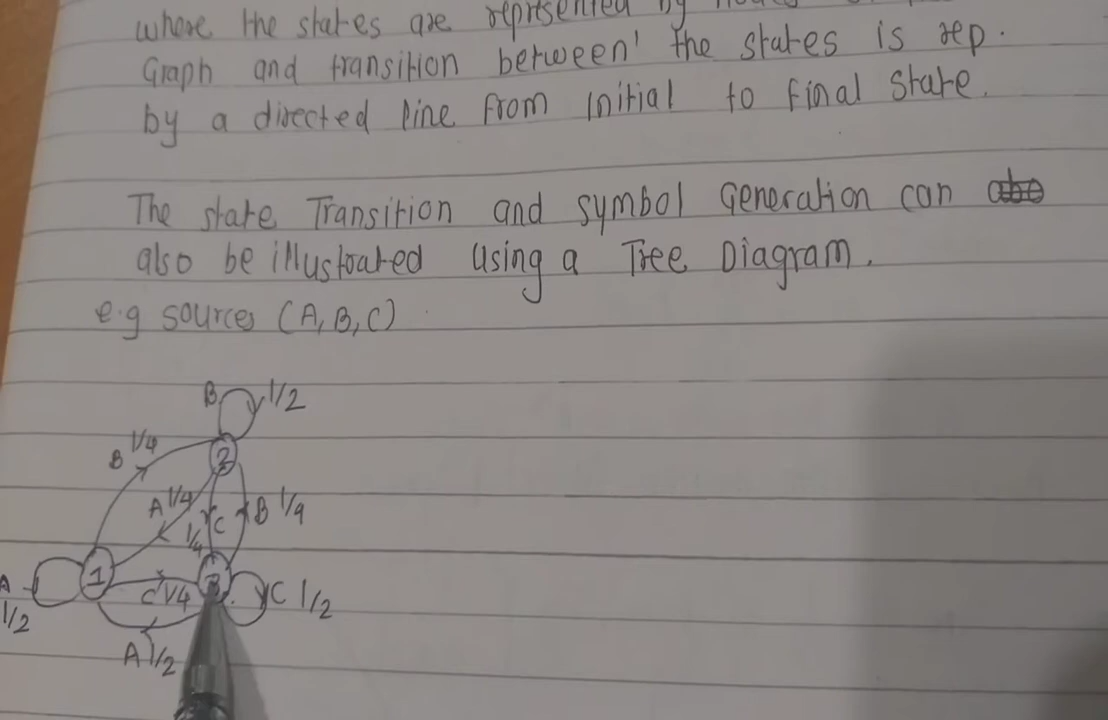 where the states are represented by
Graph and transition between the states is rep.
by a directed line from Initial to final state.
The state Transition and symbol Generation can
also be illustrated using a Tree Diagram.
e.g sources (A, B, C)
B 1/2
2
B 1/4
A 1/4
C 1/4
B 1/4
A 1/2
1
C 1/4
C 1/2
A 1/2